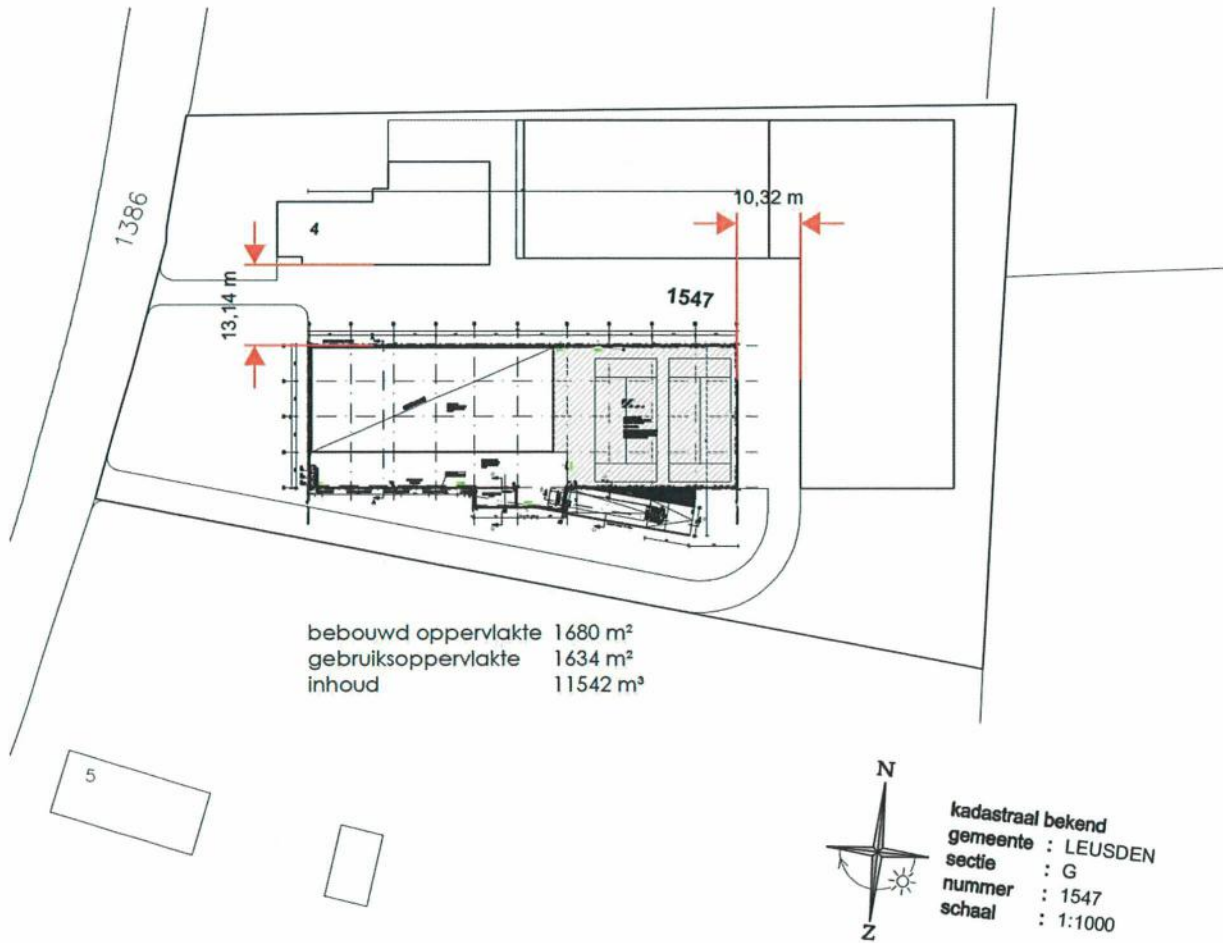 1386
4
10,32 m
13,14 m
1547
bebouwd oppervlakte 1680 m²
gebruiksoppervlakte 1634 m²
inhoud 11542 m³
5
N
Z
kadastraal bekend
gemeente : LEUSDEN
sectie : G
nummer : 1547
schaal : 1:1000